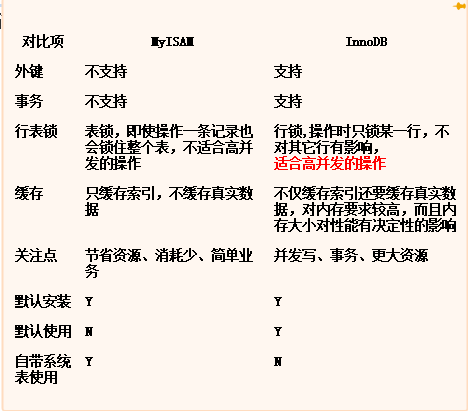 对比项 MyISAM InnoDB
外键 不支持 支持
事务 不支持 支持
行表锁 表锁，即使操作一条记录也 行锁,操作时只锁某一行，不
会锁住整个表，不适合高并 对其它行有影响，
发的操作 适合高并发的操作
缓存 只缓存索引，不缓存真实数 不仅缓存索引还要缓存真实数
据 据，对内存要求较高，而且内
存大小对性能有决定性的影响
关注点 节省资源、消耗少、简单业 并发写、事务、更大资源
务
默认安装 Y Y
默认使用 N Y
自带系统 Y N
表使用